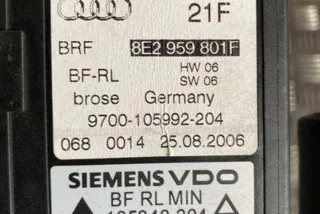 21F
BRF 8E2 959 801F
BF-RL HW 06
SW 06
brose Germany
9700-105992-204
068 0014 25.08.2006
SIEMENS VDO
BF RL MIN